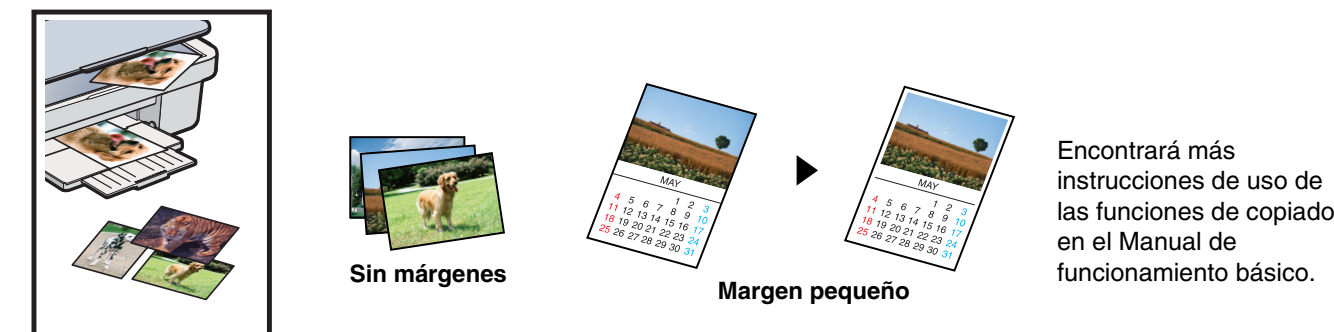 Sin márgenes
MAY
1 2 3
4 5 6 7 8 9 10
11 12 13 14 15 16 17
18 19 20 21 22 23 24
25 26 27 28 29 30 31
MAY
1 2 3
4 5 6 7 8 9 10
11 12 13 14 15 16 17
18 19 20 21 22 23 24
25 26 27 28 29 30 31
Margen pequeño
Encontrará más
instrucciones de uso de
las funciones de copiado
en el Manual de
funcionamiento básico.